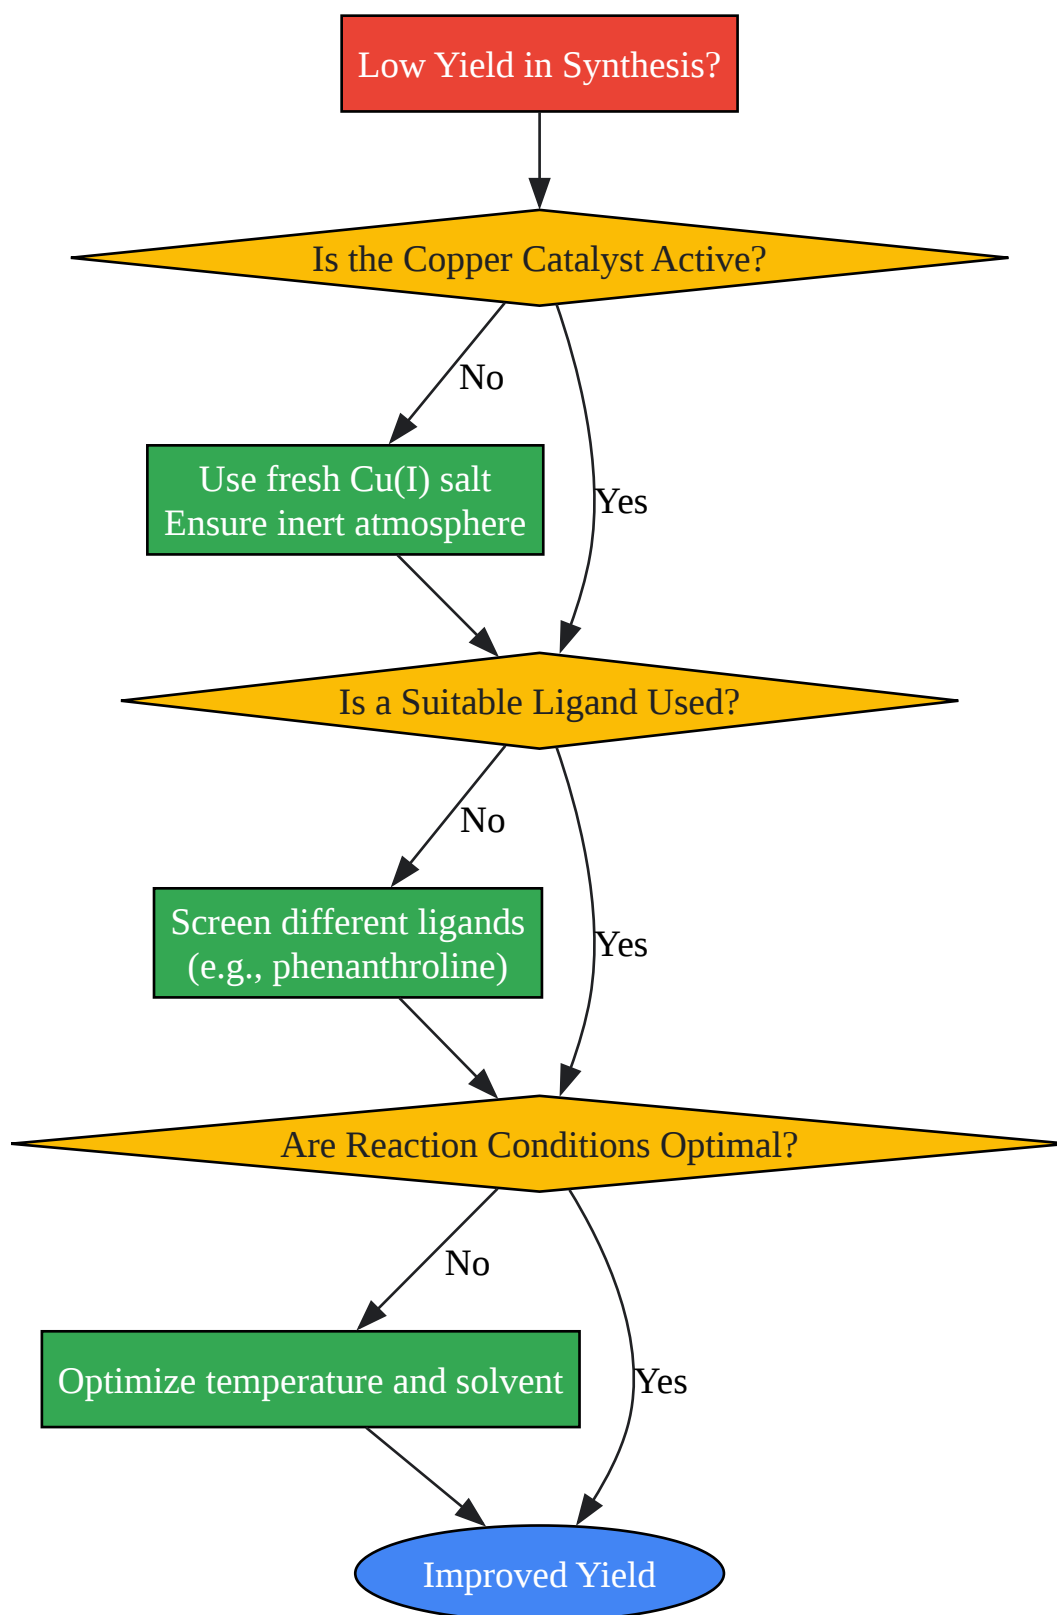 Low Yield in Synthesis?
Is the Copper Catalyst Active?
No
Use fresh Cu(I) salt
Ensure inert atmosphere
Yes
Is a Suitable Ligand Used?
No
Screen different ligands
(e.g., phenanthroline)
Yes
Are Reaction Conditions Optimal?
No
Optimize temperature and solvent
Yes
Improved Yield